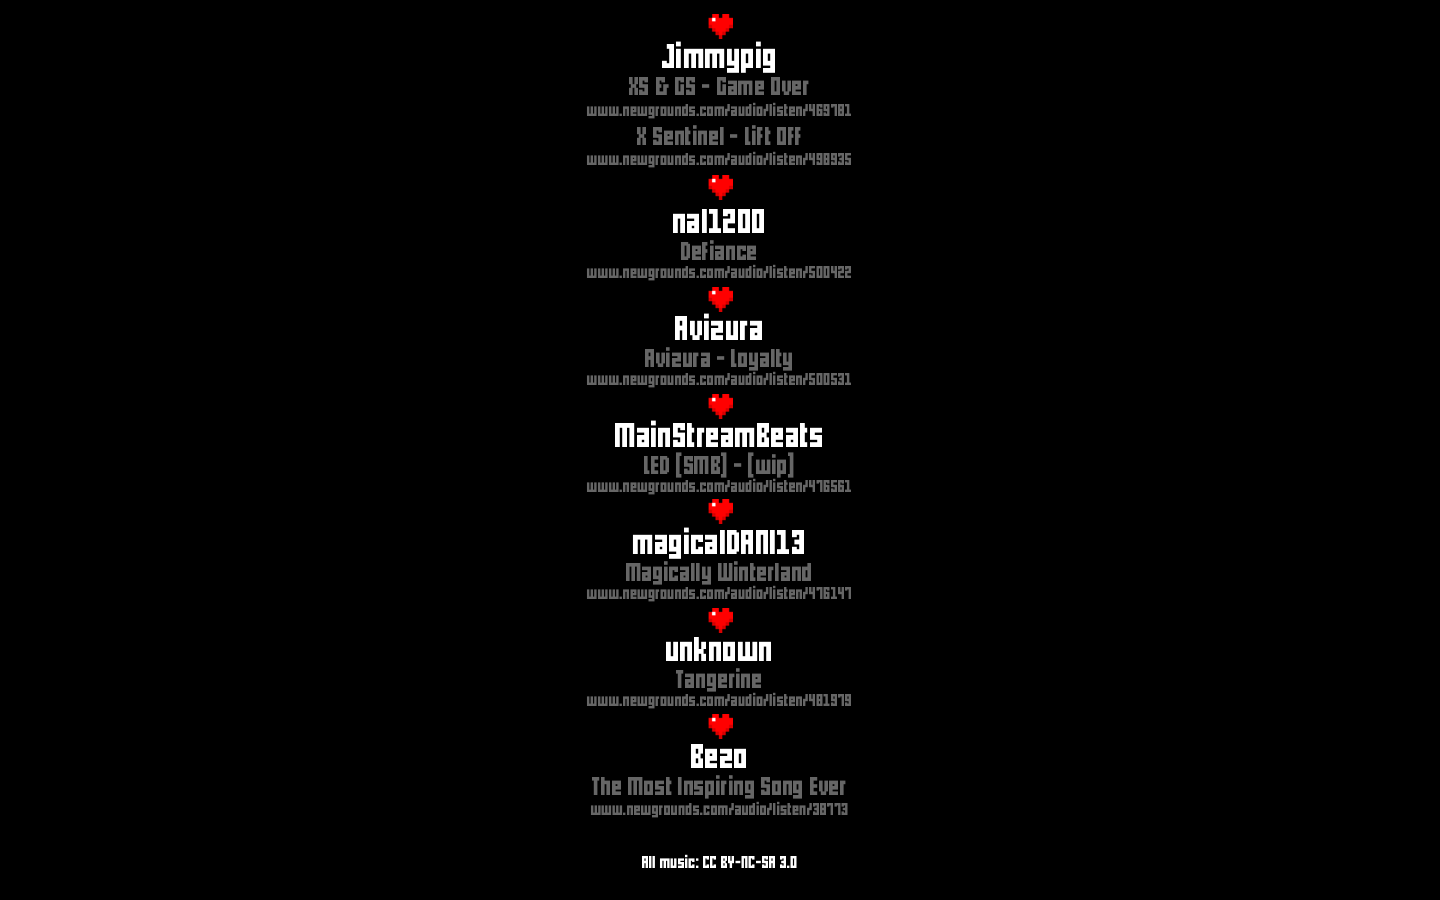 Jimmypig
XS & GS - Game Over
www.newgrounds.com/audio/listen/469781
X Sentinel - Lift Off
www.newgrounds.com/audio/listen/498935
nal1200
Defiance
www.newgrounds.com/audio/listen/500422
Avizura
Avizura - Loyalty
www.newgrounds.com/audio/listen/500531
MainStreamBeats
LED [SMB] - [wip]
www.newgrounds.com/audio/listen/476561
magicalDANI13
Magically Winterland
www.newgrounds.com/audio/listen/476147
unknown
Tangerine
www.newgrounds.com/audio/listen/481979
Bezo
The Most Inspiring Song Ever
www.newgrounds.com/audio/listen/38773
All music: CC BY-NC-SA 3.0